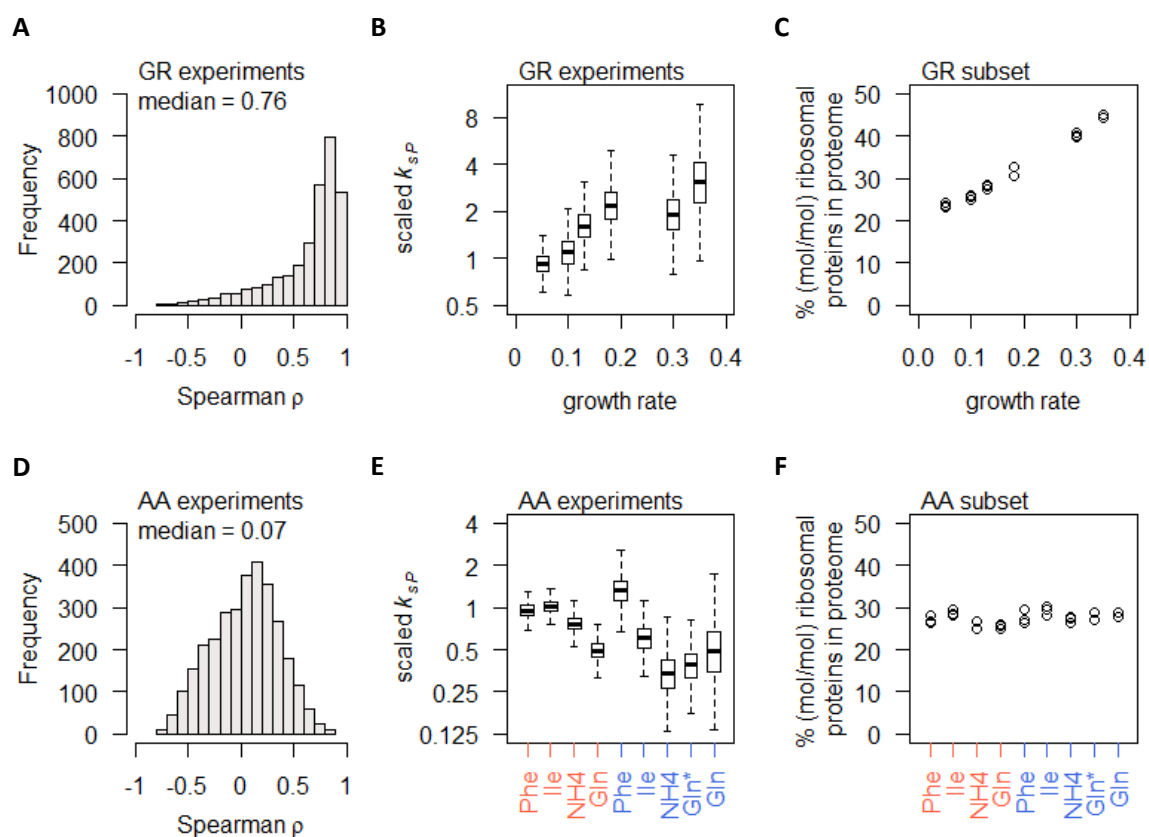 A
GR experiments
median = 0.76
Frequency
1000
800
600
400
200
0
-1 -0.5 0 0.5 1
Spearman ρ
B
GR experiments
scaled k_sP
8
4
2
1
0.5
0 0.1 0.2 0.3 0.4
growth rate
C
GR subset
% (mol/mol) ribosomal
proteins in proteome
50
40
30
20
10
0
0.0 0.1 0.2 0.3 0.4
growth rate
D
AA experiments
median = 0.07
Frequency
500
400
300
200
100
0
-1 -0.5 0 0.5 1
Spearman ρ
E
AA experiments
scaled k_sP
4
2
1
0.5
0.25
0.125
Phe Ile NH4 Gln Phe Ile NH4 Gln* Gln
F
AA subset
% (mol/mol) ribosomal
proteins in proteome
50
40
30
20
10
0
Phe Ile NH4 Gln Phe Ile NH4 Gln* Gln